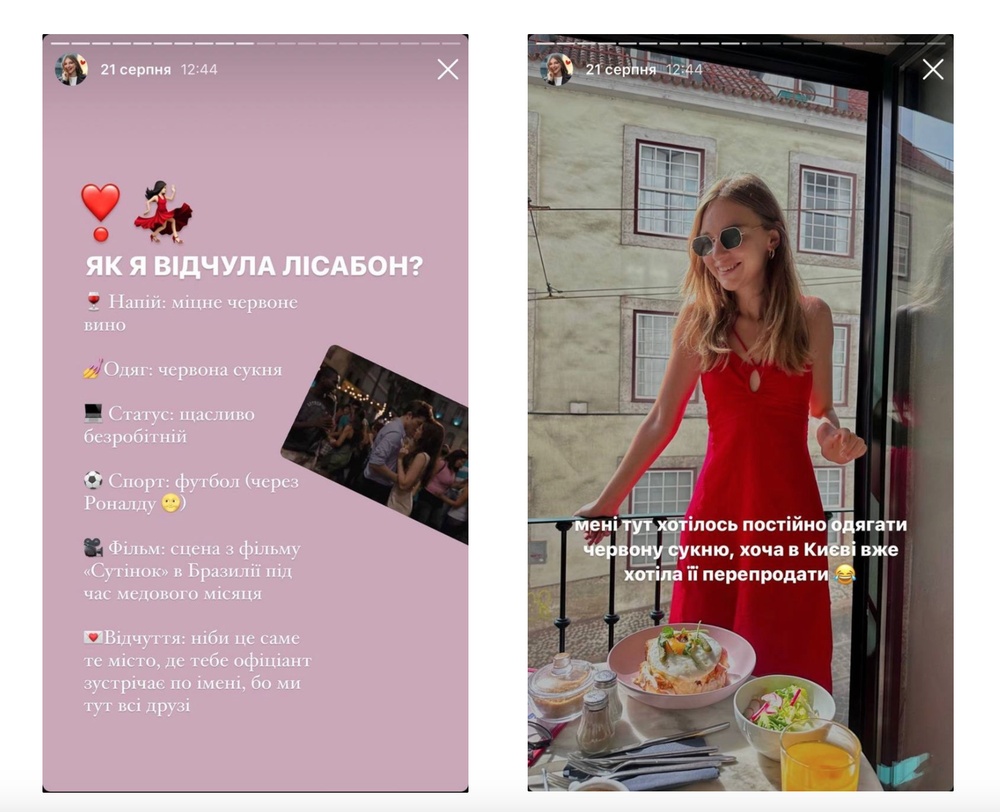 21 серпня 12:44
ЯК Я ВІДЧУЛА ЛІСАБОН?
🍷 Напій: міцне червоне
вино
💅Одяг: червона сукня
💻 Статус: щасливо
безробітній
⚽ Спорт: футбол (через
Роналду 🌝)
🎥 Фільм: сцена з фільму
«Сутінок» в Бразилії під
час медового місяця
💌Відчуття: ніби це саме
те місто, де тебе офіціант
зустрічає по імені, бо ми
тут всі друзі
21 серпня 12:44
мені тут хотілось постійно одягати
червону сукню, хоча в Києві вже
хотіла її перепродати 😂